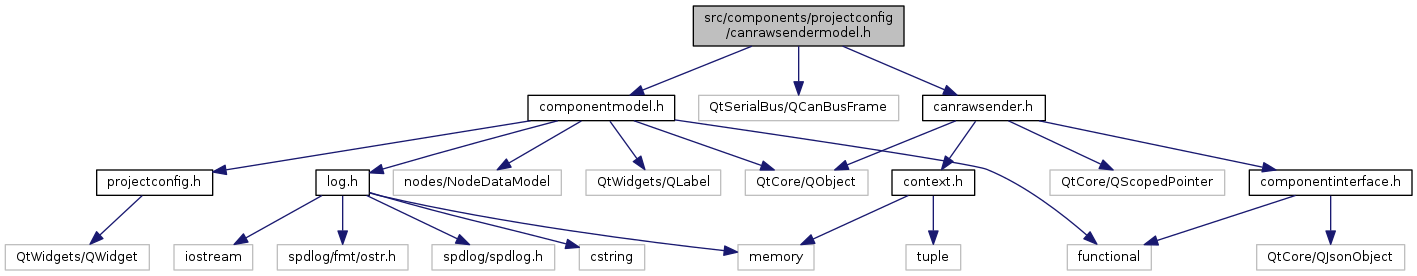 src/components/projectconfig
/canrawsendermodel.h
componentmodel.h
QtSerialBus/QCanBusFrame
canrawsender.h
projectconfig.h
log.h
nodes/NodeDataModel
QtWidgets/QLabel
QtCore/QObject
context.h
QtCore/QScopedPointer
componentinterface.h
QtWidgets/QWidget
iostream
spdlog/fmt/ostr.h
spdlog/spdlog.h
cstring
memory
tuple
functional
QtCore/QJsonObject